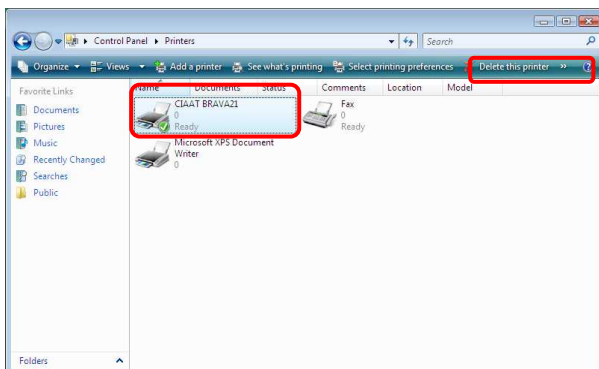 Control Panel ▸ Printers
Search
Organize Views Add a printer See what's printing Select printing preferences Delete this printer »
Favorite Links
Name Documents Status Comments Location Model
Documents
Pictures
Music
Recently Changed
Searches
Public
CIAAT BRAVA21
0
Ready
Fax
0
Ready
Microsoft XPS Document
Writer
0
Folders